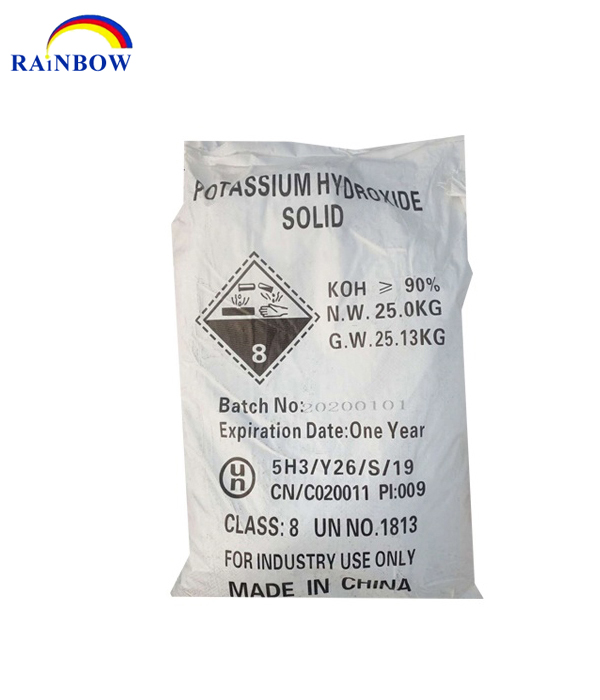 RAiNBOW
POTASSIUM HYDROXIDE
SOLID
KOH ≥ 90%
N.W. 25.0KG
G.W. 25.13KG
8
Batch No:20200101
Expiration Date:One Year
un
5H3/Y26/S/19
CN/C020011 PI:009
CLASS: 8 UN NO.1813
FOR INDUSTRY USE ONLY
MADE IN CHINA